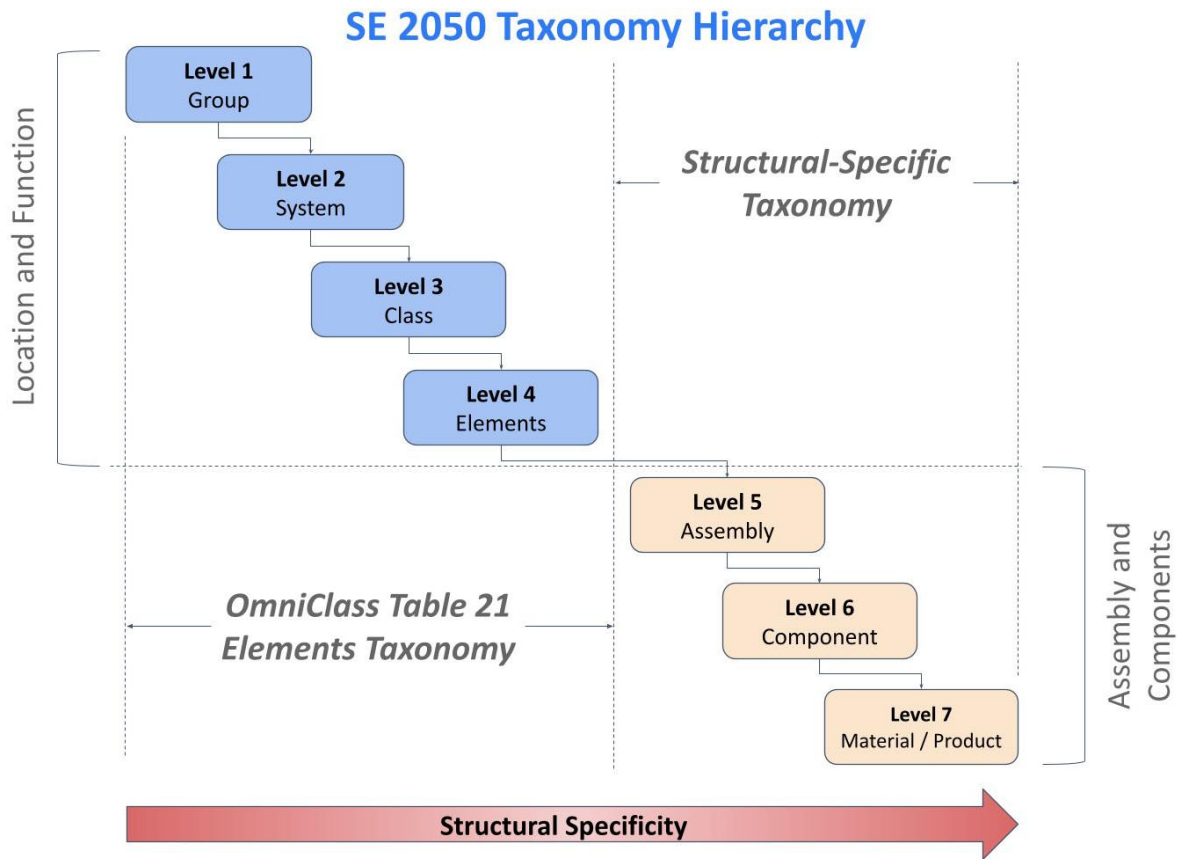 SE 2050 Taxonomy Hierarchy
Level 1
Group
Level 2
System
Level 3
Class
Level 4
Elements
Location and Function
Structural-Specific
Taxonomy
Level 5
Assembly
Level 6
Component
Level 7
Material / Product
OmniClass Table 21
Elements Taxonomy
Assembly and
Components
Structural Specificity